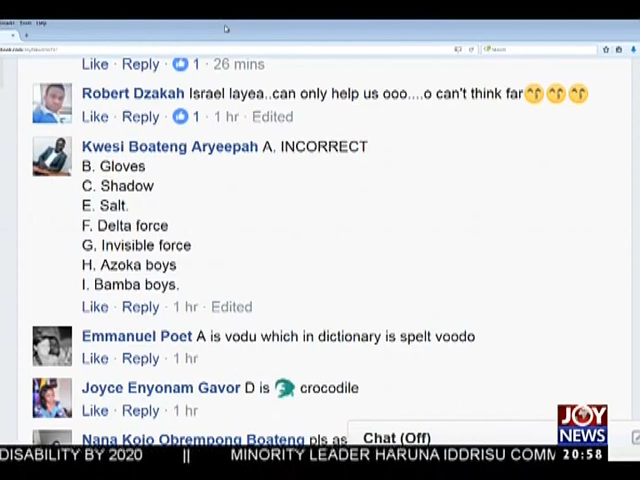 Like · Reply · 1 · 26 mins
Robert Dzakah Israel layea..can only help us ooo....o can't think far
Like · Reply · 1 · 1 hr · Edited
Kwesi Boateng Aryeepah A. INCORRECT
B. Gloves
C. Shadow
E. Salt.
F. Delta force
G. Invisible force
H. Azoka boys
I. Bamba boys.
Like · Reply · 1 hr · Edited
Emmanuel Poet A is vodu which in dictionary is spelt voodo
Like · Reply · 1 hr
Joyce Enyonam Gavor D is crocodile
Like · Reply · 1 hr
Nana Kojo Obrempong Boateng pls as
Chat (Off)
JOY
NEWS
DISABILITY BY 2020 || MINORITY LEADER HARUNA IDDRISU COMM
20:58